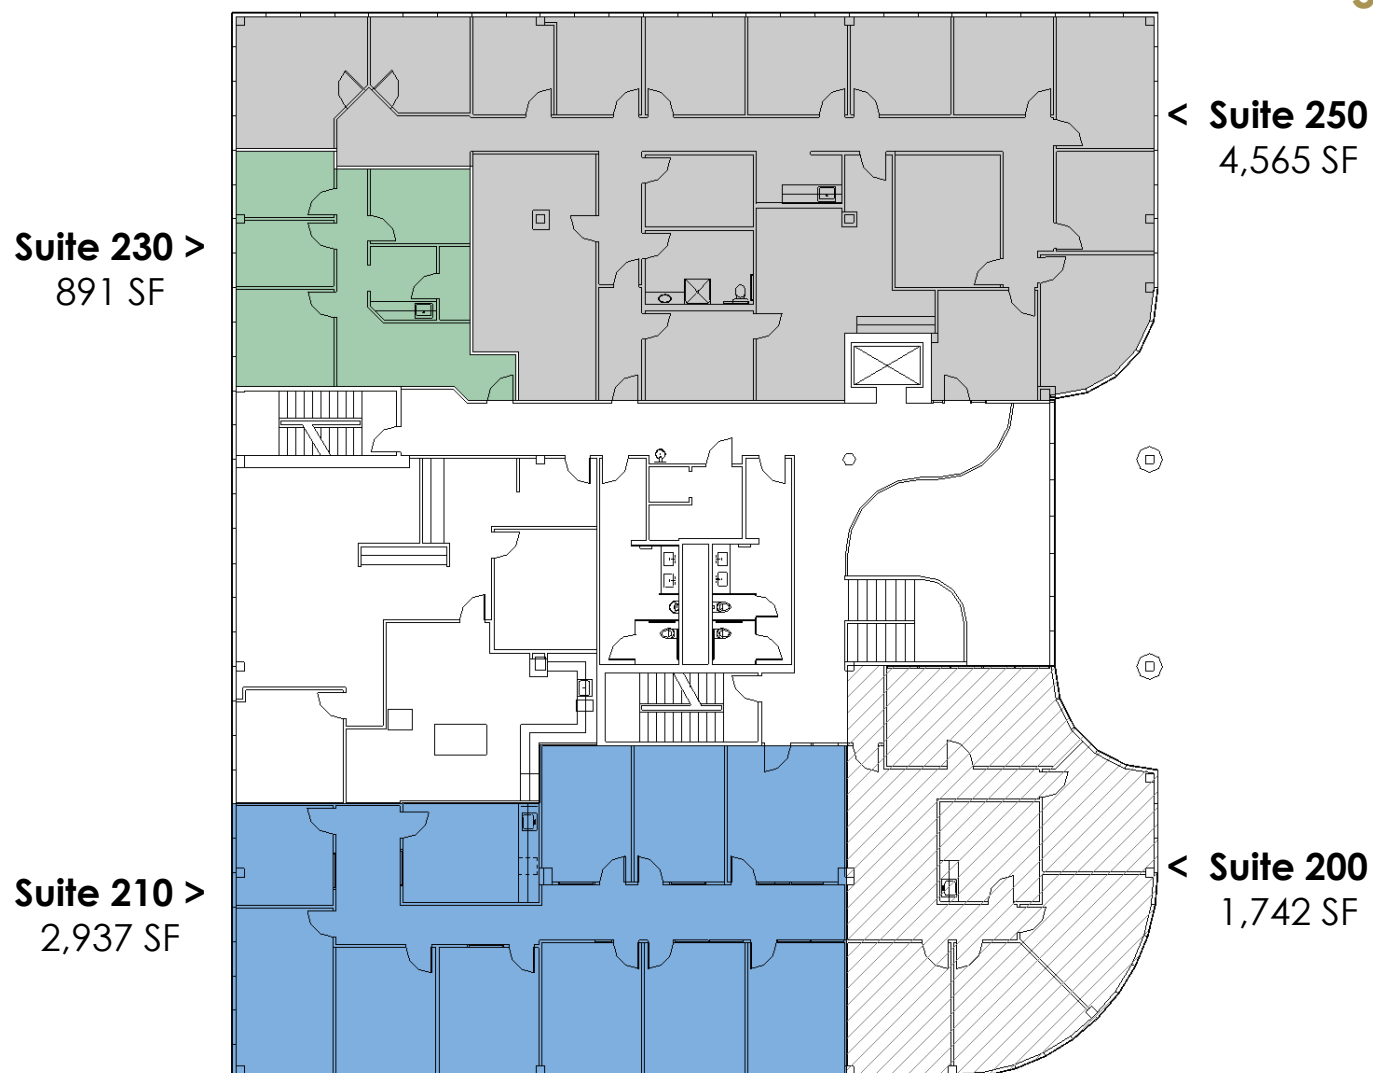 < Suite 250
4,565 SF
Suite 230 >
891 SF
Suite 210 >
2,937 SF
< Suite 200
1,742 SF